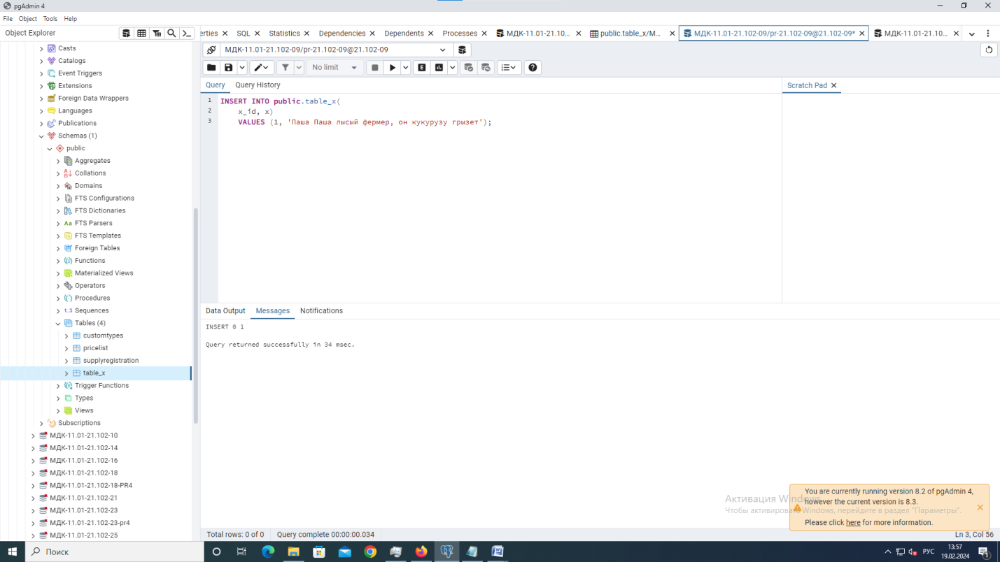 pgAdmin 4
File Object Tools Help
Object Explorer
erties SQL Statistics Dependencies Dependents Processes МДК-11.01-21.10... public.table_x/М... МДК-11.01-21.102-09/pr-21.102-09@21.102-09* МДК-11.01-21.10...
МДК-11.01-21.102-09/pr-21.102-09@21.102-09
No limit
Query Query History
Scratch Pad
1 INSERT INTO public.table_x(
2 x_id, x)
3 VALUES (1, 'Паша Паша лысый фермер, он кукурузу грызет');
Casts
Catalogs
Event Triggers
Extensions
Foreign Data Wrappers
Languages
Publications
Schemas (1)
public
Aggregates
Collations
Domains
FTS Configurations
FTS Dictionaries
FTS Parsers
FTS Templates
Foreign Tables
Functions
Materialized Views
Operators
Procedures
Sequences
Tables (4)
customtypes
pricelist
supplyregistration
table_x
Trigger Functions
Types
Views
Subscriptions
МДК-11.01-21.102-10
МДК-11.01-21.102-14
МДК-11.01-21.102-16
МДК-11.01-21.102-18
МДК-11.01-21.102-18-PR4
МДК-11.01-21.102-21
МДК-11.01-21.102-23
МДК-11.01-21.102-23-pr4
МДК-11.01-21.102-25
Data Output Messages Notifications
INSERT 0 1
Query returned successfully in 34 msec.
You are currently running version 8.2 of pgAdmin 4,
however the current version is 8.3.
Please click here for more information.
Активация Windows
Чтобы активировать Windows, перейдите в раздел "Параметры".
Total rows: 0 of 0 Query complete 00:00:00.034
Ln 3, Col 56
Поиск
РУС
13:57
19.02.2024
1